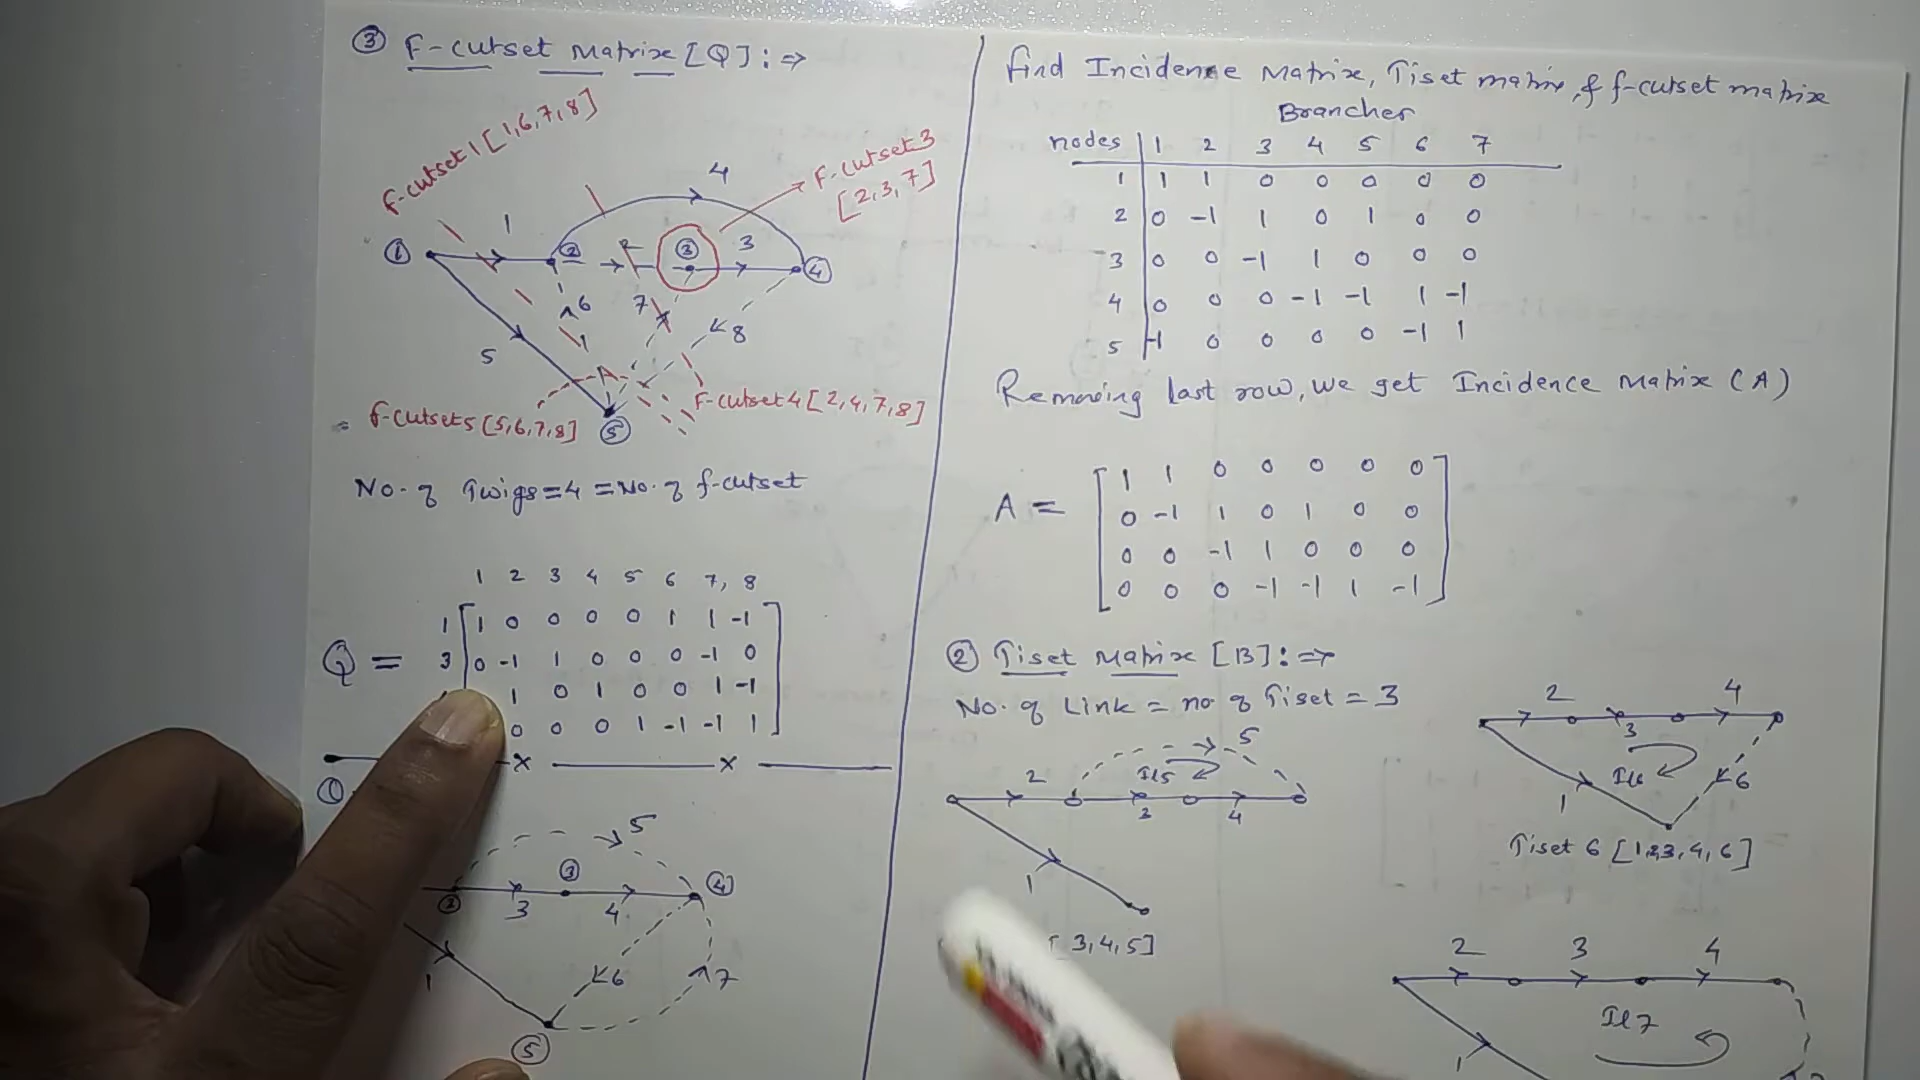 ③ F-cutset Matrix [Q] : ⇒
f-cutset 1 [1,6,7,8]
F-cutset 3
[2,3,7]
4
1
① ② ③ ④
3
6
7
8
5
f-cutset 5 [5,6,7,8]
F-cutset 4 [2,4,7,8]
⑤
No. of Twigs = 4 = No. of f-cutset
1 2 3 4 5 6 7, 8
1 1 0 0 0 0 1 1 -1
Q = 3 0 -1 1 0 0 0 -1 0
1 0 1 0 0 1 -1
0 0 0 1 -1 -1 1
x x
①
5
② ③ ④
3 4
1
6
7
⑤
find Incidence Matrix, Tiset matrix, & f-cutset matrix
Branches
nodes 1 2 3 4 5 6 7
1 1 1 0 0 0 0 0
2 0 -1 1 0 1 0 0
3 0 0 -1 1 0 0 0
4 0 0 0 -1 -1 1 -1
5 -1 0 0 0 0 -1 1
Removing last row, we get Incidence Matrix (A)
1 1 0 0 0 0 0
A = 0 -1 1 0 1 0 0
0 0 -1 1 0 0 0
0 0 0 -1 -1 1 -1
② Tiset Matrix [B] : ⇒
No. of Link = no of Tiset = 3
5
2 Il5
3 4
1
[3,4,5]
2 4
3
Il6
6
1
Tiset 6 [1,2,3,4,6]
2 3 4
Il7
1